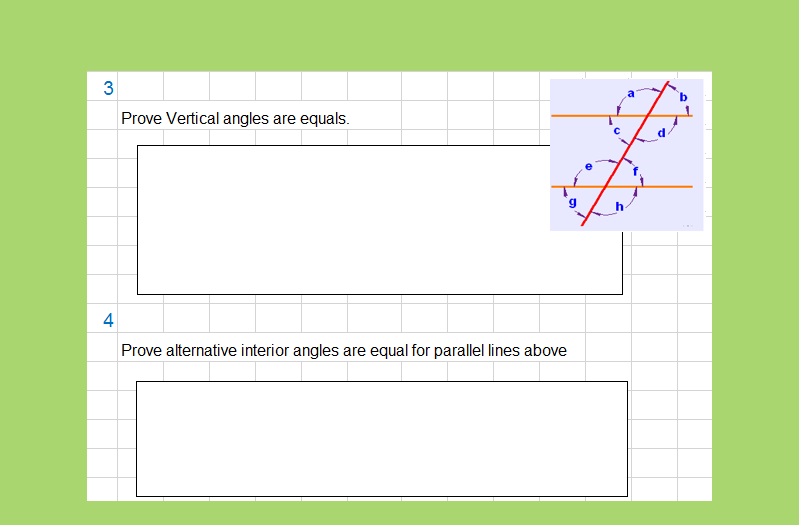 3
Prove Vertical angles are equals.
a
b
c
d
e
f
g
h
4
Prove alternative interior angles are equal for parallel lines above